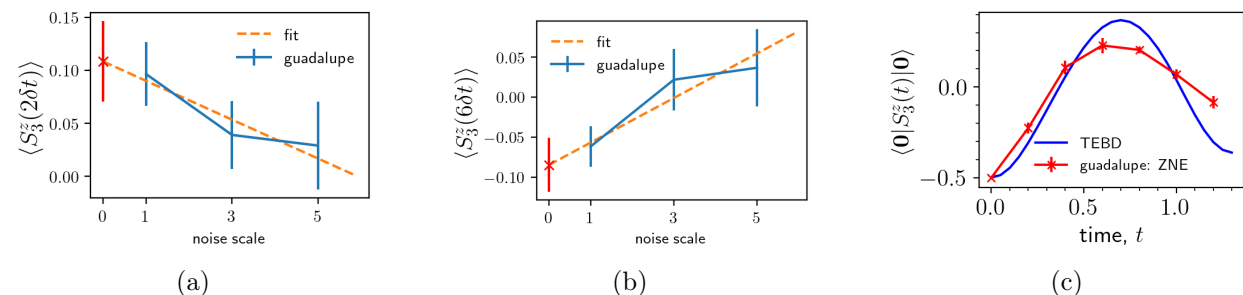 0.15
0.10
0.05
0.00
⟨S₃ᶻ(2δt)⟩
fit
guadalupe
0 1 3 5
noise scale
(a)
0.05
0.00
−0.05
−0.10
⟨S₃ᶻ(6δt)⟩
fit
guadalupe
0 1 3 5
noise scale
(b)
0.0
−0.5
⟨0|S₃ᶻ(t)|0⟩
TEBD
guadalupe: ZNE
0.0 0.5 1.0
time, t
(c)